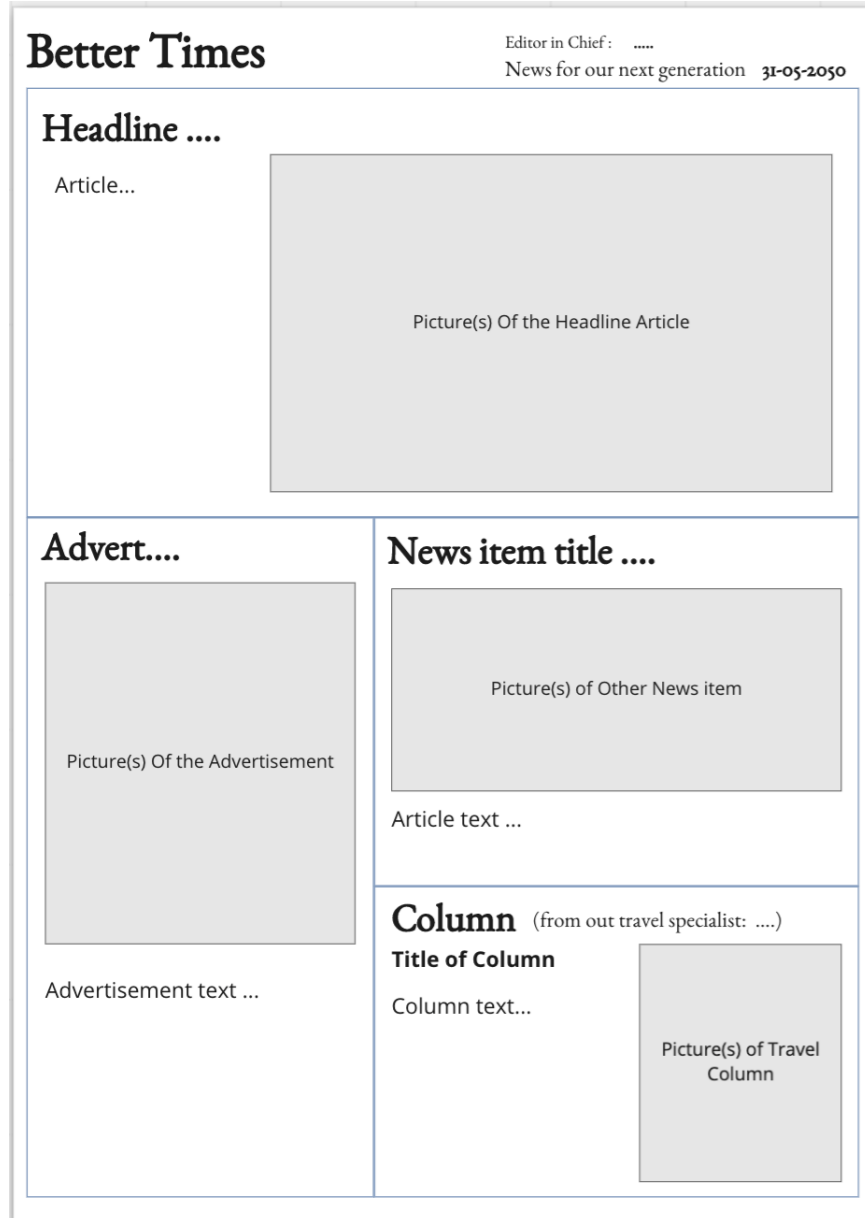 Better Times
Editor in Chief : .....
News for our next generation 31-05-2050
Headline ....
Article...
Picture(s) Of the Headline Article
Advert....
Picture(s) Of the Advertisement
Advertisement text ...
News item title ....
Picture(s) of Other News item
Article text ...
Column (from out travel specialist: ....)
Title of Column
Column text...
Picture(s) of Travel
Column